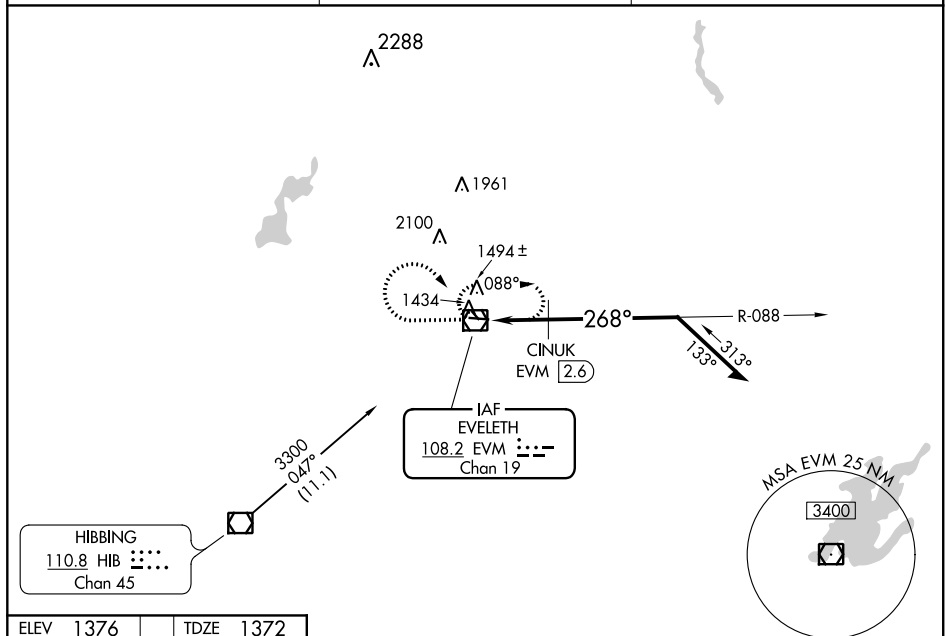 2288
1961
2100
1494 ±
088°
1434
268°
R-088
CINUK
EVM 2.6
313°
133°
IAF
EVELETH
108.2 EVM
Chan 19
3300
047°
(11.1)
HIBBING
110.8 HIB
Chan 45
MSA EVM 25 NM
3400
ELEV 1376 TDZE 1372